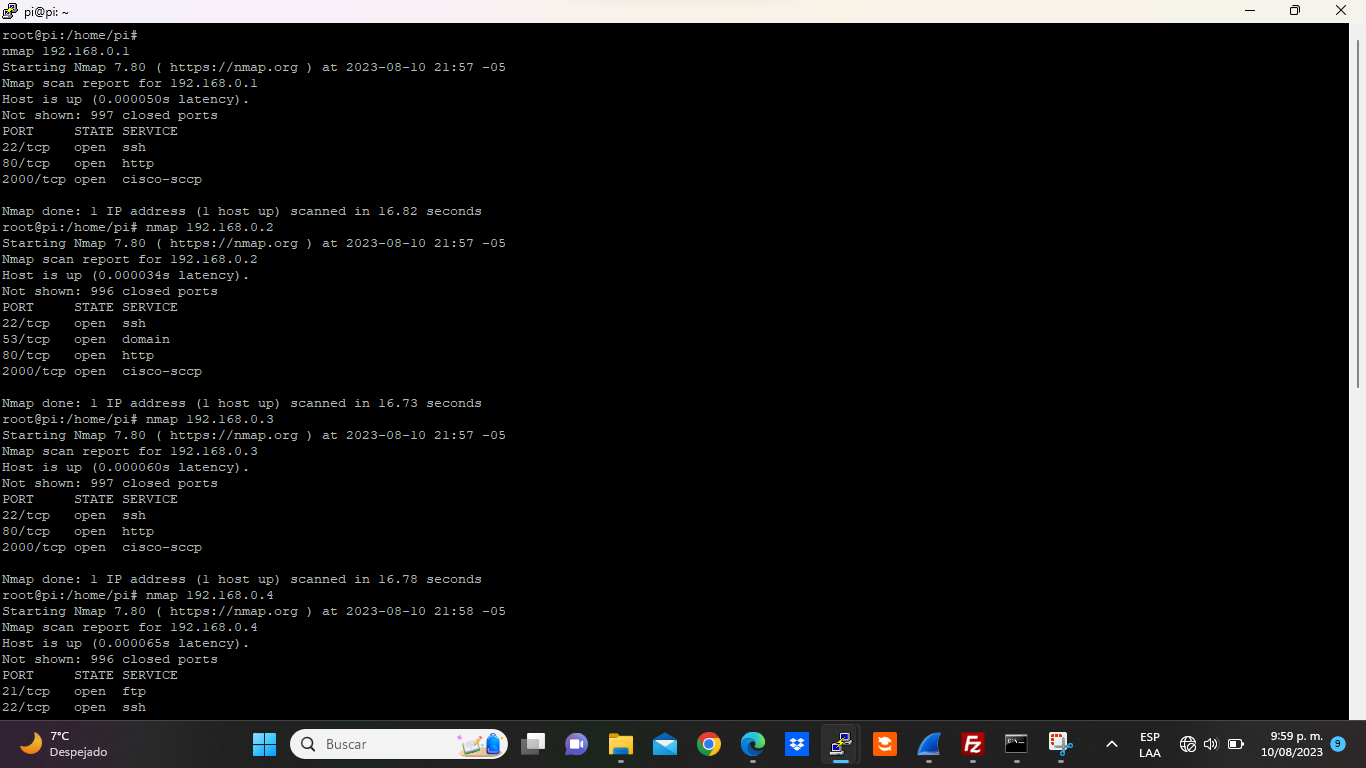 pi@pi: ~
root@pi:/home/pi#
nmap 192.168.0.1
Starting Nmap 7.80 ( https://nmap.org ) at 2023-08-10 21:57 -05
Nmap scan report for 192.168.0.1
Host is up (0.000050s latency).
Not shown: 997 closed ports
PORT     STATE SERVICE
22/tcp   open  ssh
80/tcp   open  http
2000/tcp open  cisco-sccp
Nmap done: 1 IP address (1 host up) scanned in 16.82 seconds
root@pi:/home/pi# nmap 192.168.0.2
Starting Nmap 7.80 ( https://nmap.org ) at 2023-08-10 21:57 -05
Nmap scan report for 192.168.0.2
Host is up (0.000034s latency).
Not shown: 996 closed ports
PORT     STATE SERVICE
22/tcp   open  ssh
53/tcp   open  domain
80/tcp   open  http
2000/tcp open  cisco-sccp
Nmap done: 1 IP address (1 host up) scanned in 16.73 seconds
root@pi:/home/pi# nmap 192.168.0.3
Starting Nmap 7.80 ( https://nmap.org ) at 2023-08-10 21:57 -05
Nmap scan report for 192.168.0.3
Host is up (0.000060s latency).
Not shown: 997 closed ports
PORT     STATE SERVICE
22/tcp   open  ssh
80/tcp   open  http
2000/tcp open  cisco-sccp
Nmap done: 1 IP address (1 host up) scanned in 16.78 seconds
root@pi:/home/pi# nmap 192.168.0.4
Starting Nmap 7.80 ( https://nmap.org ) at 2023-08-10 21:58 -05
Nmap scan report for 192.168.0.4
Host is up (0.000065s latency).
Not shown: 996 closed ports
PORT     STATE SERVICE
21/tcp   open  ftp
22/tcp   open  ssh
7°C
Despejado
Buscar
Fz
ESP
LAA
9:59 p. m.
10/08/2023
9